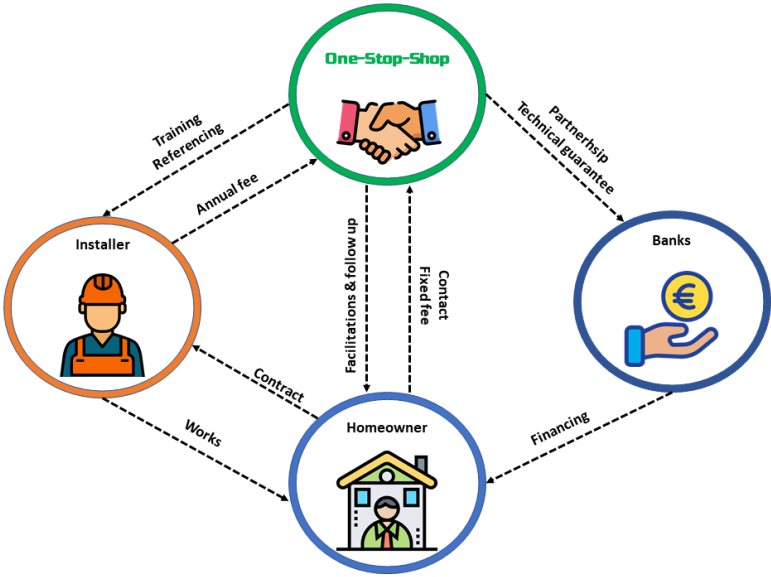 One-Stop-Shop
Training
Referencing
Annual fee
Partnerhsip
Technical guarantee
Installer
Banks
Facilitations & follow up
Contact
Fixed fee
Contract
Works
Homeowner
Financing
€